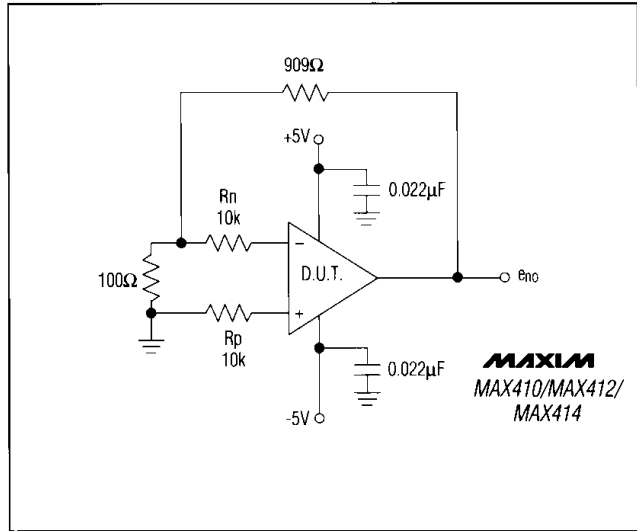 909Ω
+5V
0.022µF
Rn
10k
−
100Ω
D.U.T.
eno
+
Rp
10k
0.022µF
MAXIM
MAX410/MAX412/
MAX414
-5V